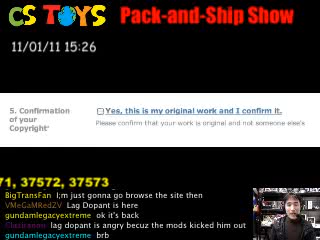 CS TOYS Pack-and-Ship Show
11/01/11 15:26
5. Confirmation of your Copyright*
Yes, this is my original work and I confirm it.
Please confirm that your work is original and not someone else's
71, 37572, 37573
BigTransFan I,m just gonna go browse the site then
VMeGaMRedZV Lag Dopant is here
gundamlegacyextreme ok it's back
lag dopant is angry becuz the mods kicked him out
gundamlegacyextreme brb